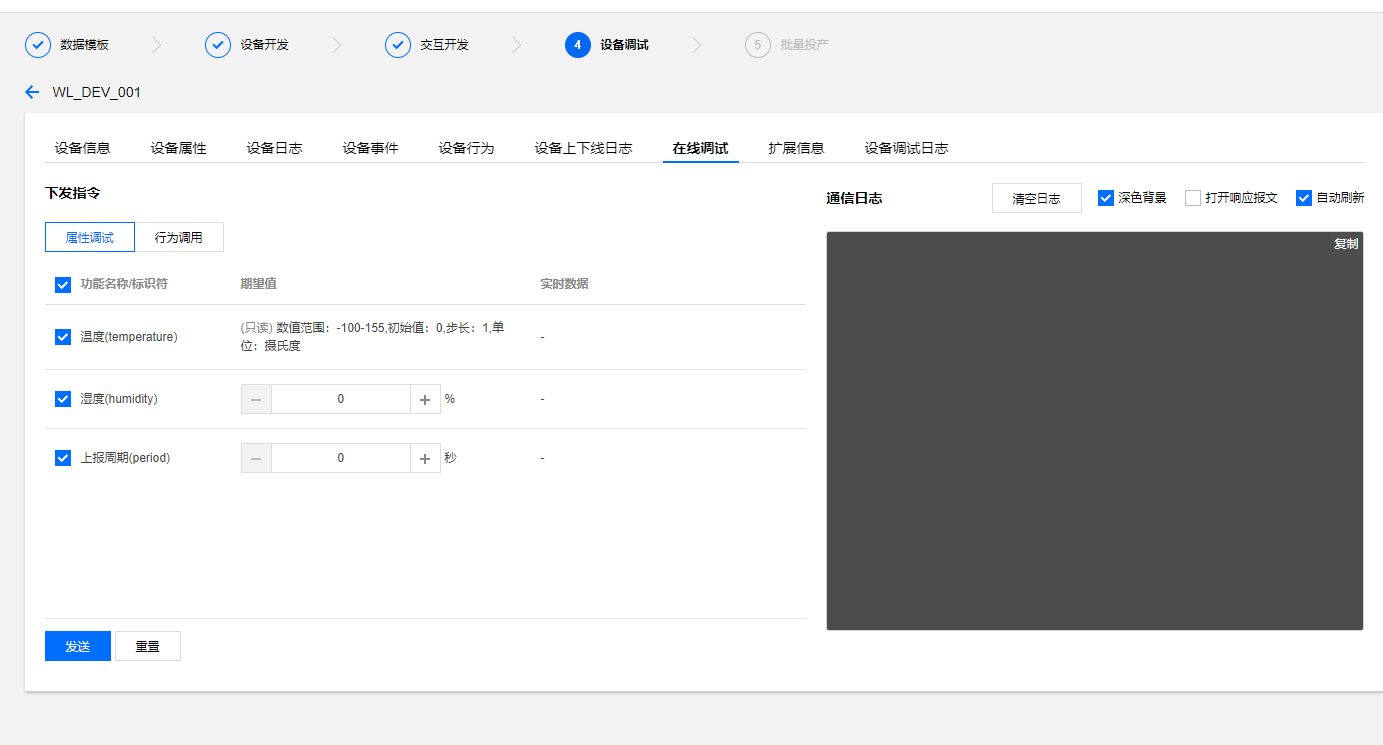 数据模板
设备开发
交互开发
4 设备调试
5 批量投产
WL_DEV_001
设备信息 设备属性 设备日志 设备事件 设备行为 设备上下线日志 在线调试 扩展信息 设备调试日志
下发指令
属性调试 行为调用
功能名称/标识符 期望值 实时数据
温度(temperature) (只读) 数值范围：-100-155,初始值：0,步长：1,单
位：摄氏度 -
湿度(humidity) 0 % -
上报周期(period) 0 秒 -
发送 重置
通信日志 清空日志 深色背景 打开响应报文 自动刷新
复制